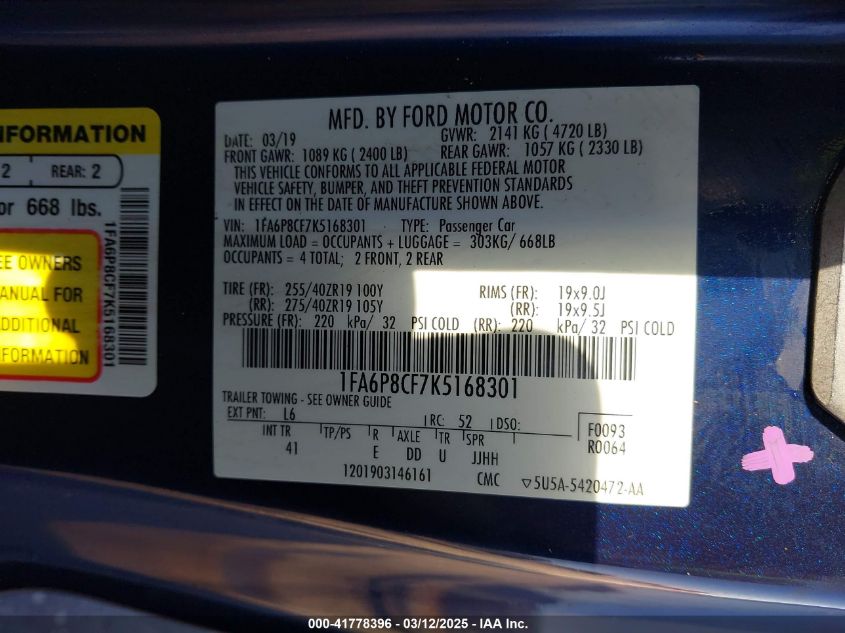 NFORMATION
2 REAR: 2
or 668 lbs.
EE OWNERS
ANUAL FOR
ADDITIONAL
NFORMATION
1FA6P8CF7K5168301
MFD. BY FORD MOTOR CO.
DATE: 03/19 GVWR: 2141 KG ( 4720 LB)
FRONT GAWR: 1089 KG ( 2400 LB) REAR GAWR: 1057 KG ( 2330 LB)
THIS VEHICLE CONFORMS TO ALL APPLICABLE FEDERAL MOTOR
VEHICLE SAFETY, BUMPER, AND THEFT PREVENTION STANDARDS
IN EFFECT ON THE DATE OF MANUFACTURE SHOWN ABOVE.
VIN: 1FA6P8CF7K5168301 TYPE: Passenger Car
MAXIMUM LOAD = OCCUPANTS + LUGGAGE = 303KG/ 668LB
OCCUPANTS = 4 TOTAL; 2 FRONT, 2 REAR
TIRE (FR): 255/40ZR19 100Y RIMS (FR): 19x9.0J
(RR): 275/40ZR19 105Y (RR): 19x9.5J
PRESSURE (FR): 220 kPa/ 32 PSI COLD (RR): 220 kPa/ 32 PSI COLD
1FA6P8CF7K5168301
TRAILER TOWING - SEE OWNER GUIDE
EXT PNT: L6 RC: 52 DSO: F0093
INT TR TP/PS R AXLE TR SPR R0064
41 E DD U JJHH
1201903146161 CMC ▽5U5A-5420472-AA
000-41778396 - 03/12/2025 - IAA Inc.